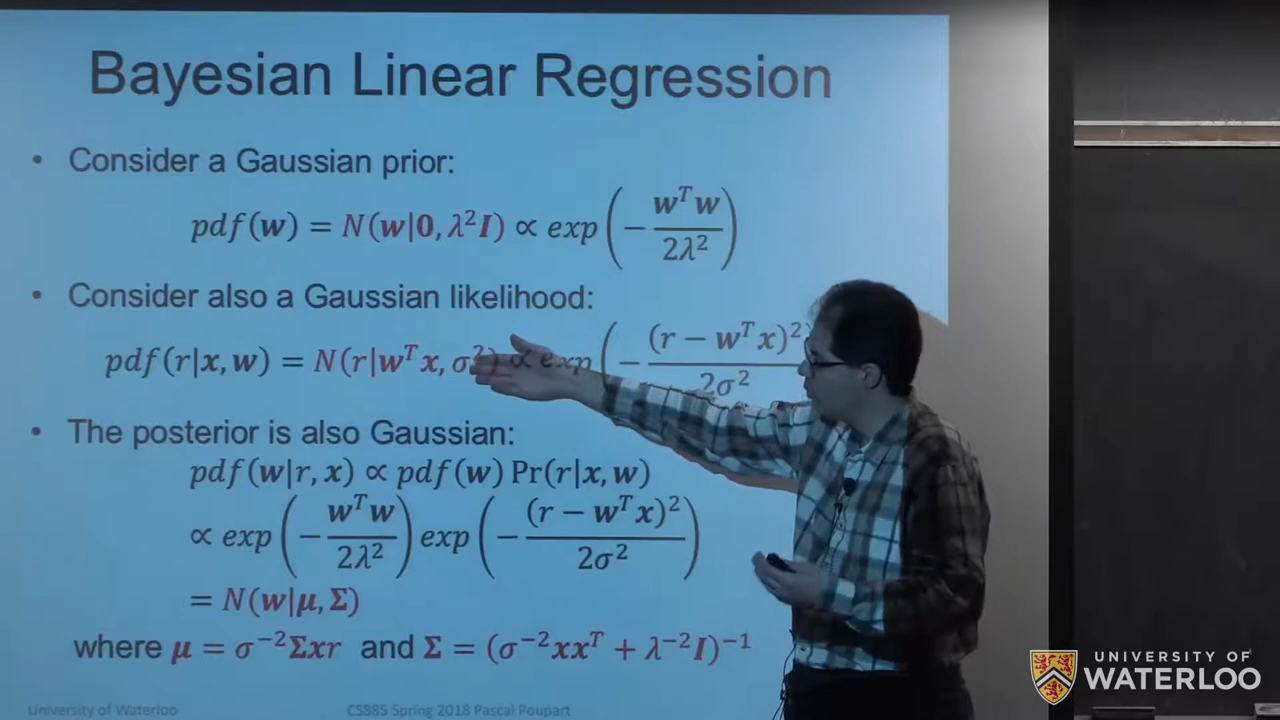 Bayesian Linear Regression
• Consider a Gaussian prior:
pdf(w) = N(w|0, λ²I) ∝ exp(− wᵀw / 2λ²)
• Consider also a Gaussian likelihood:
pdf(r|x, w) = N(r|wᵀx, σ²) ∝ exp(− (r − wᵀx)² / 2σ²
• The posterior is also Gaussian:
pdf(w|r, x) ∝ pdf(w) Pr(r|x, w)
∝ exp(− wᵀw / 2λ²) exp(− (r − wᵀx)² / 2σ²)
= N(w|μ, Σ)
where μ = σ⁻²Σxr and Σ = (σ⁻²xxᵀ + λ⁻²I)⁻¹
University of Waterloo
CS885 Spring 2018 Pascal Poupart
UNIVERSITY OF
WATERLOO